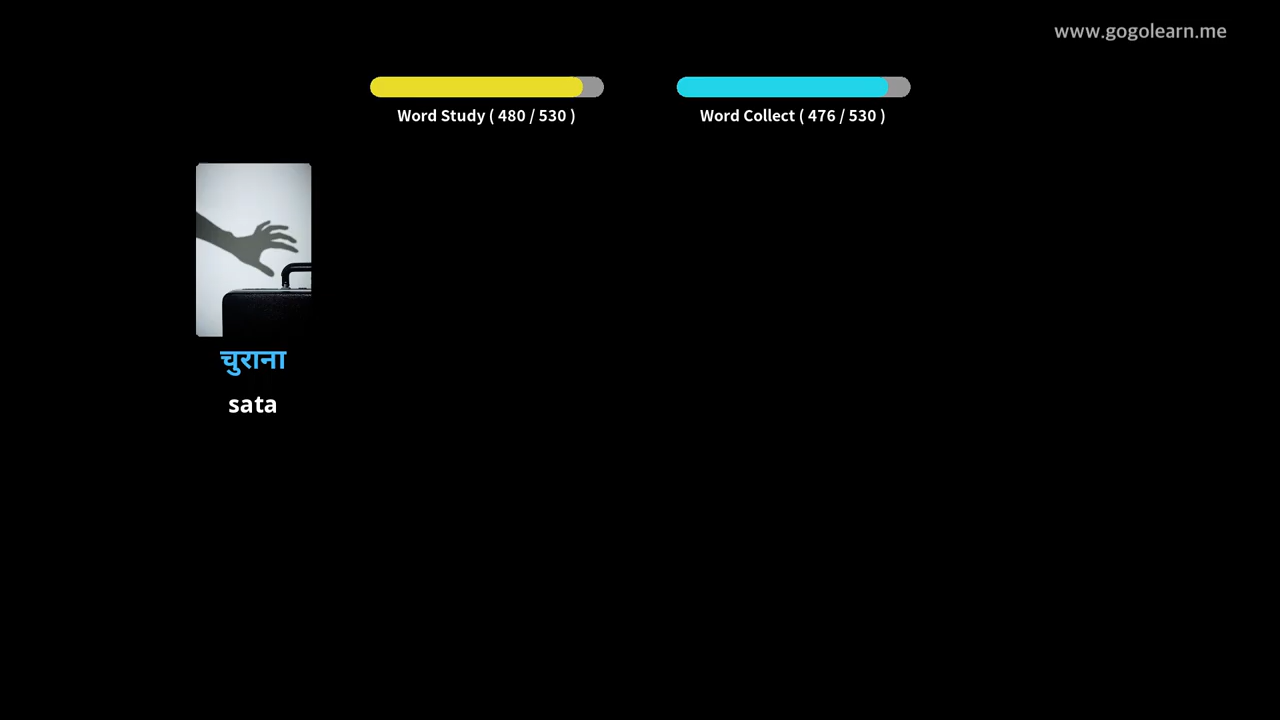 www.gogolearn.me
Word Study ( 480 / 530 )
Word Collect ( 476 / 530 )
चुराना
sata